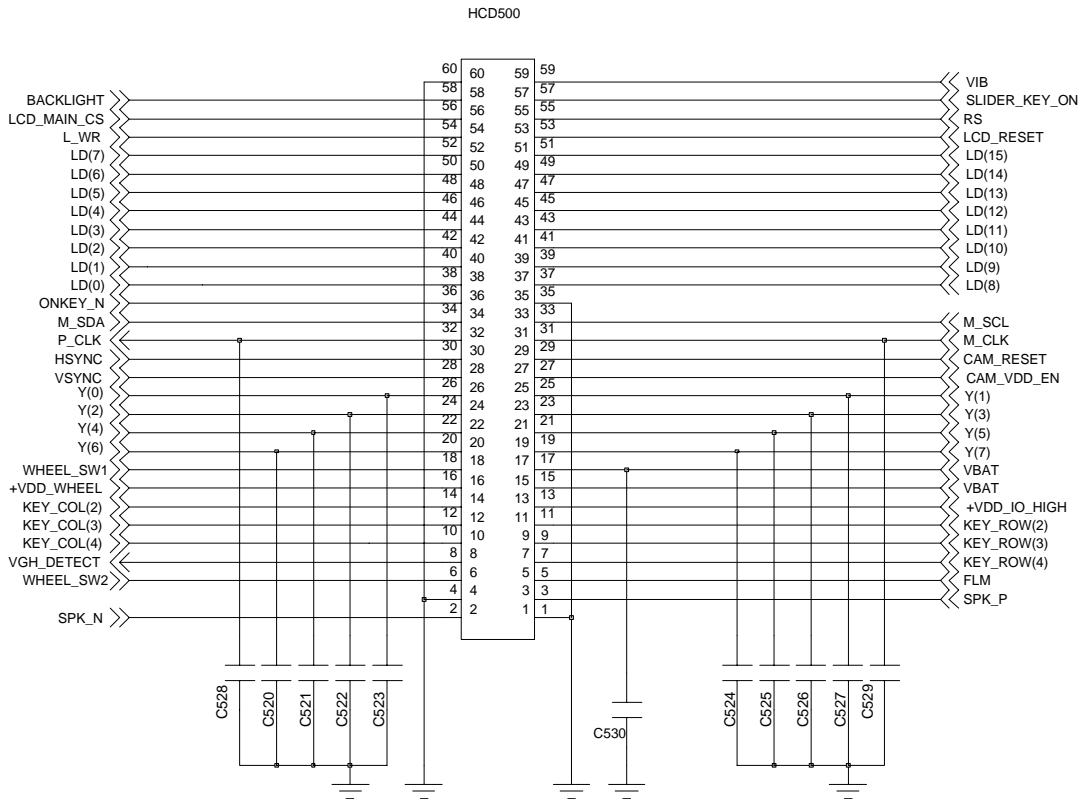 HCD500
60 60 59 59 VIB
BACKLIGHT 58 58 57 57 SLIDER_KEY_ON
LCD_MAIN_CS 56 56 55 55 RS
L_WR 54 54 53 53 LCD_RESET
LD(7) 52 52 51 51 LD(15)
LD(6) 50 50 49 49 LD(14)
LD(5) 48 48 47 47 LD(13)
LD(4) 46 46 45 45 LD(12)
LD(3) 44 44 43 43 LD(11)
LD(2) 42 42 41 41 LD(10)
LD(1) 40 40 39 39 LD(9)
LD(0) 38 38 37 37 LD(8)
ONKEY_N 36 36 35 35
M_SDA 34 34 33 33 M_SCL
P_CLK 32 32 31 31 M_CLK
HSYNC 30 30 29 29 CAM_RESET
VSYNC 28 28 27 27 CAM_VDD_EN
Y(0) 26 26 25 25 Y(1)
Y(2) 24 24 23 23 Y(3)
Y(4) 22 22 21 21 Y(5)
Y(6) 20 20 19 19 Y(7)
WHEEL_SW1 18 18 17 17 VBAT
+VDD_WHEEL 16 16 15 15 VBAT
KEY_COL(2) 14 14 13 13 +VDD_IO_HIGH
KEY_COL(3) 12 12 11 11 KEY_ROW(2)
KEY_COL(4) 10 10 9 9 KEY_ROW(3)
VGH_DETECT 8 8 7 7 KEY_ROW(4)
WHEEL_SW2 6 6 5 5 FLM
4 4 3 3 SPK_P
SPK_N 2 2 1 1
C528 C520 C521 C522 C523 C530 C524 C525 C526 C527 C529